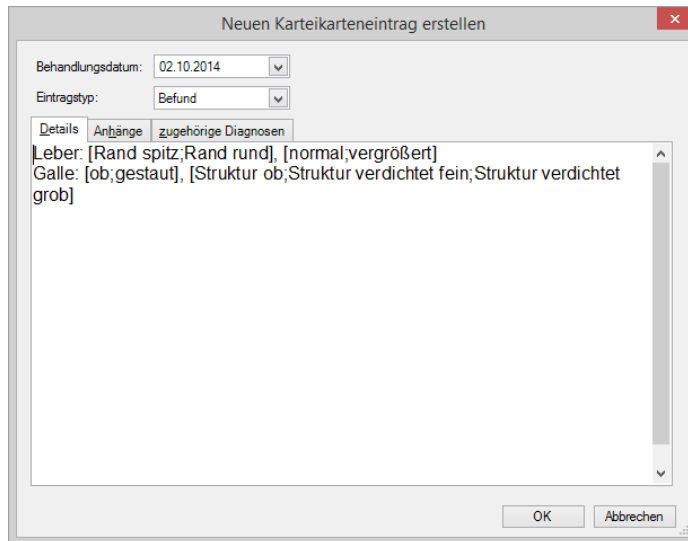 Neuen Karteikarteneintrag erstellen
Behandlungsdatum: 02.10.2014
Eintragstyp: Befund
Details Anhänge zugehörige Diagnosen
Leber: [Rand spitz;Rand rund], [normal;vergrößert]
Galle: [ob;gestaut], [Struktur ob;Struktur verdichtet fein;Struktur verdichtet
grob]
OK Abbrechen